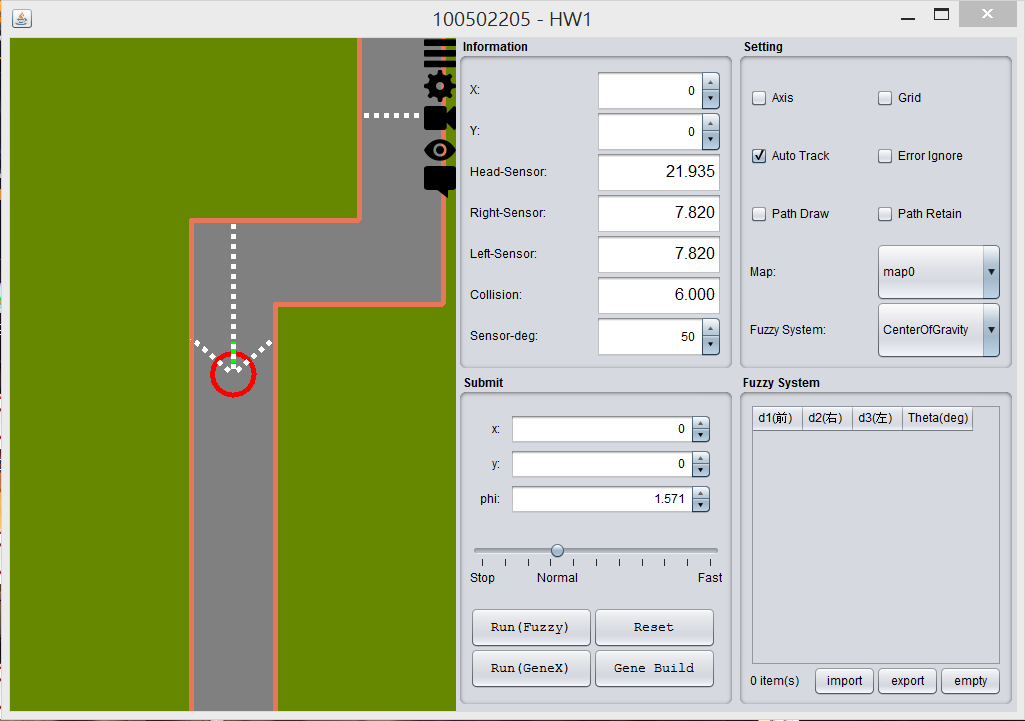 100502205 - HW1
Information
X: 0
Y: 0
Head-Sensor: 21.935
Right-Sensor: 7.820
Left-Sensor: 7.820
Collision: 6.000
Sensor-deg: 50
Setting
Axis Grid
Auto Track Error Ignore
Path Draw Path Retain
Map: map0
Fuzzy System: CenterOfGravity
Submit
x: 0
y: 0
phi: 1.571
Stop Normal Fast
Run(Fuzzy) Reset
Run(GeneX) Gene Build
Fuzzy System
d1(前) d2(右) d3(左) Theta(deg)
0 item(s) import export empty